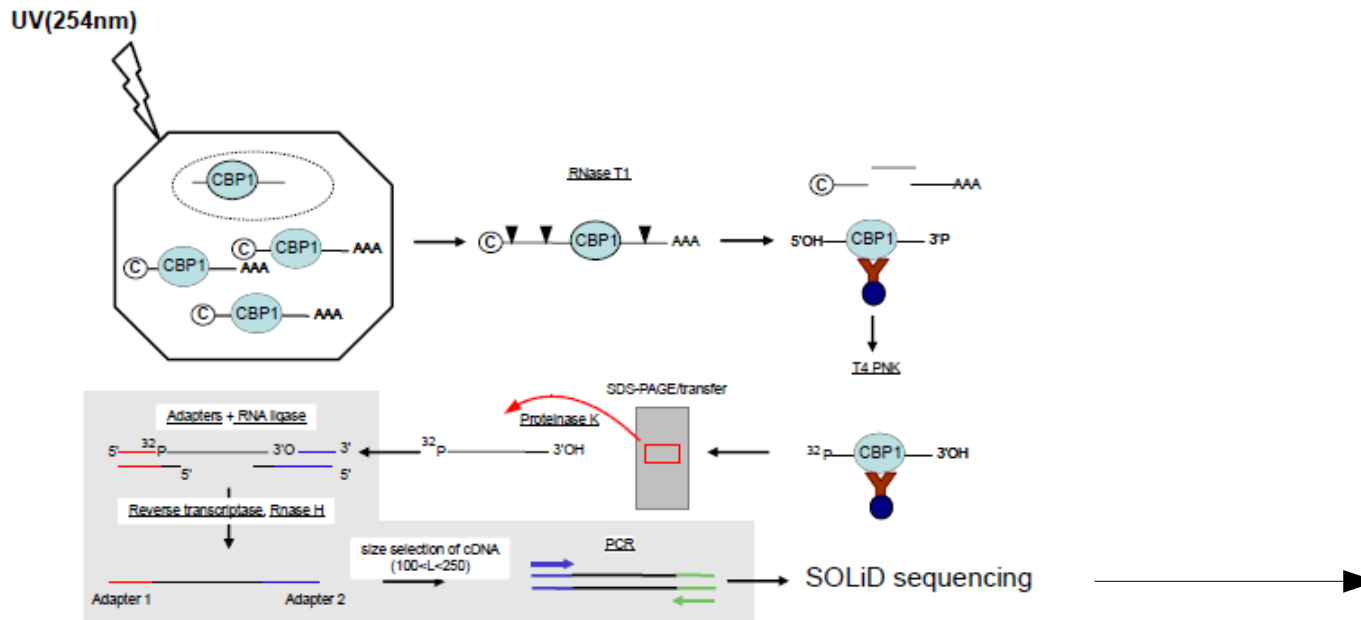 UV(254nm)
CBP1
C CBP1 AAA
C CBP1 AAA
C CBP1 AAA
RNase T1
C CBP1 AAA
C AAA
5'OH CBP1 3'P
T4 PNK
SDS-PAGE/transfer
Proteinase K
32P CBP1 3'OH
32P 3'OH
Adapters + RNA ligase
5' 32P 3'O 3'
5' 5'
Reverse transcriptase, Rnase H
size selection of cDNA
(100<L<250)
PCR
Adapter 1 Adapter 2
SOLiD sequencing